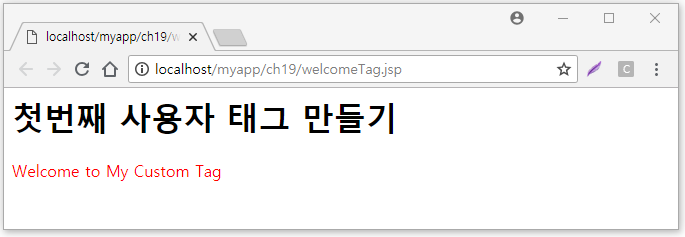 localhost/myapp/ch19/w
localhost/myapp/ch19/welcomeTag.jsp
C
첫번째 사용자 태그 만들기
Welcome to My Custom Tag